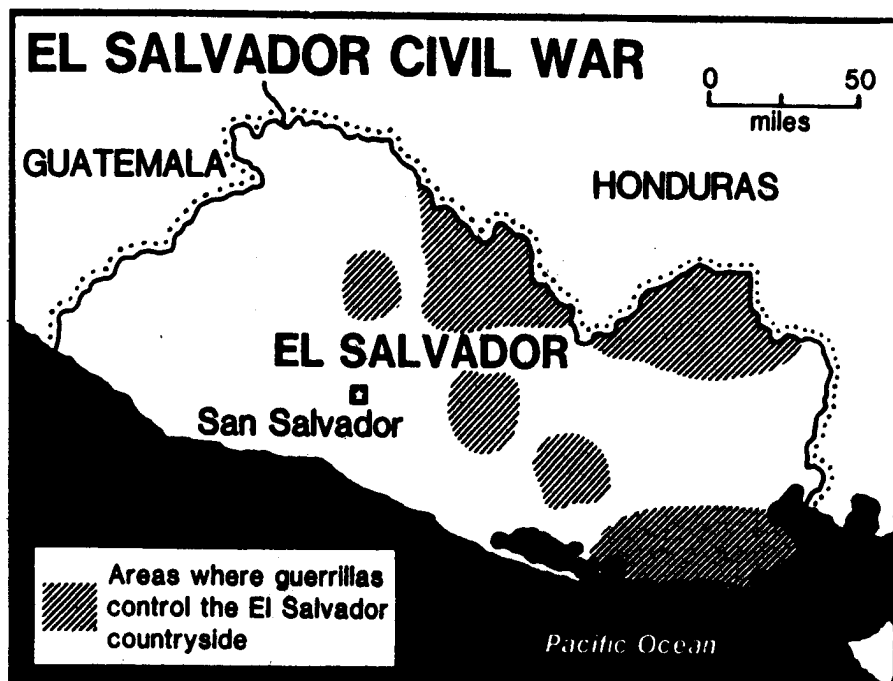 EL SALVADOR CIVIL WAR
0 50
miles
GUATEMALA
HONDURAS
EL SALVADOR
San Salvador
Areas where guerrillas
control the El Salvador
countryside
Pacific Ocean